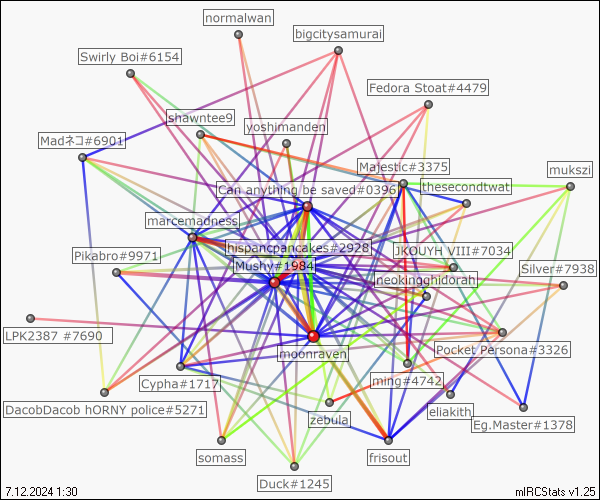 normalwan
bigcitysamurai
Swirly Boi#6154
Fedora Stoat#4479
shawntee9
yoshimanden
Madネコ#6901
Majestic#3375
mukszi
Can anything be saved#0396
thesecondtwat
marcemadness
hispancpancakes#2928
JKOUYH VIII#7034
Pikabro#9971
Mushy#1984
Silver#7938
neokingghidorah
LPK2387 #7690
moonraven
Pocket Persona#3326
Cypha#1717
ming#4742
DacobDacob hORNY police#5271
zebula
eliakith
Eg.Master#1378
somass
frisout
Duck#1245
7.12.2024 1:30
mIRCStats v1.25